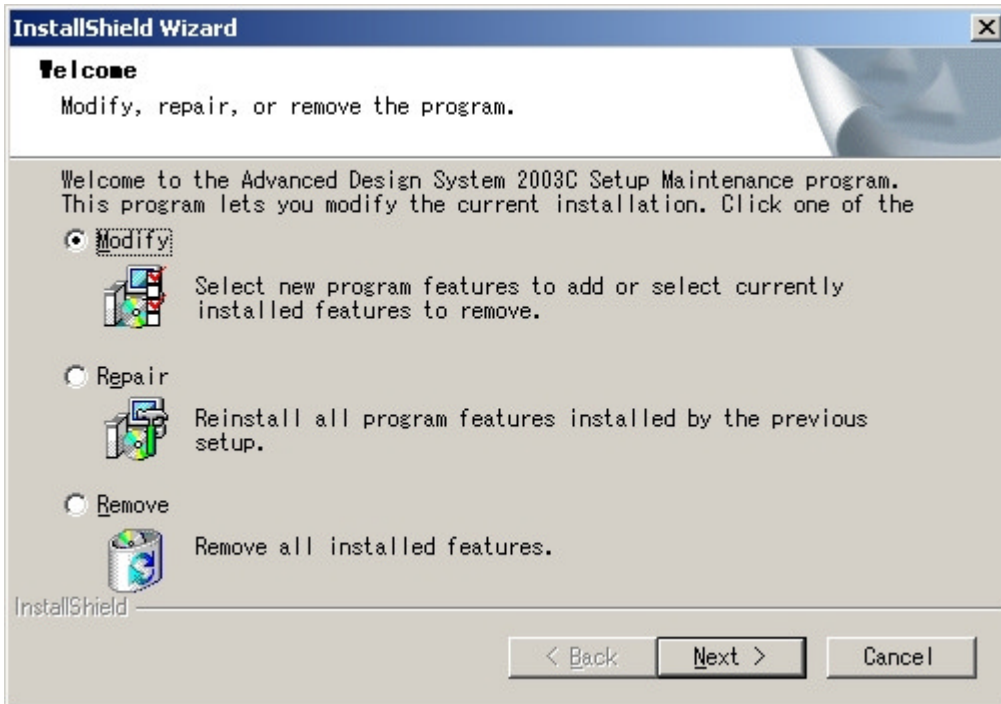 InstallShield Wizard
Welcome
Modify, repair, or remove the program.
Welcome to the Advanced Design System 2003C Setup Maintenance program.
This program lets you modify the current installation. Click one of the
Modify
Select new program features to add or select currently
installed features to remove.
Repair
Reinstall all program features installed by the previous
setup.
Remove
Remove all installed features.
InstallShield
< Back Next > Cancel